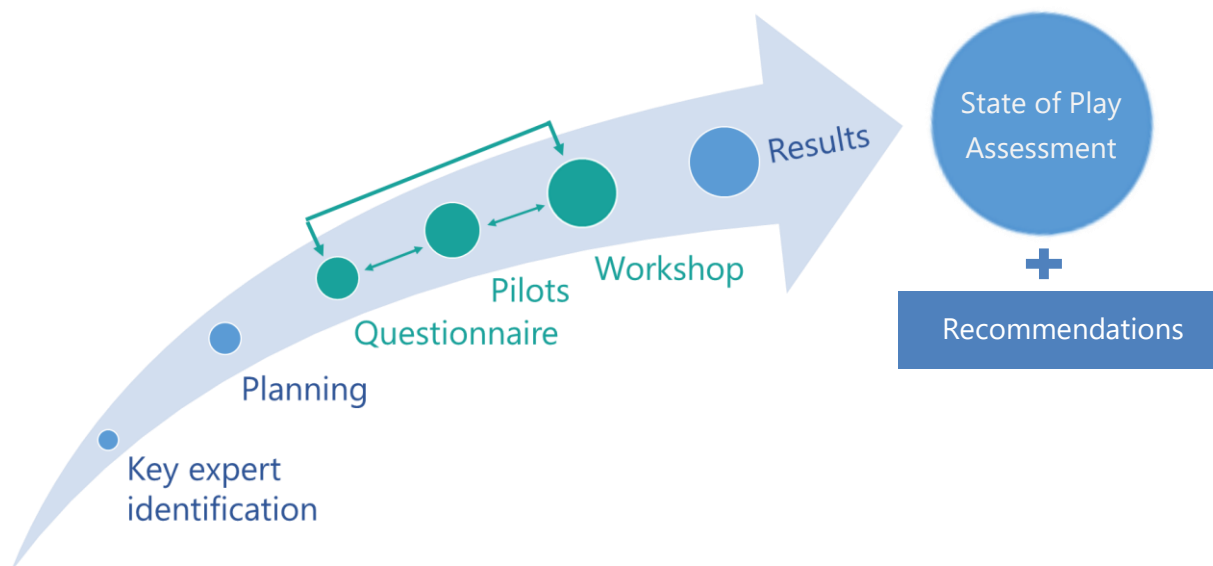 Key expert
identification
Planning
Questionnaire
Pilots
Workshop
Results
State of Play
Assessment
Recommendations